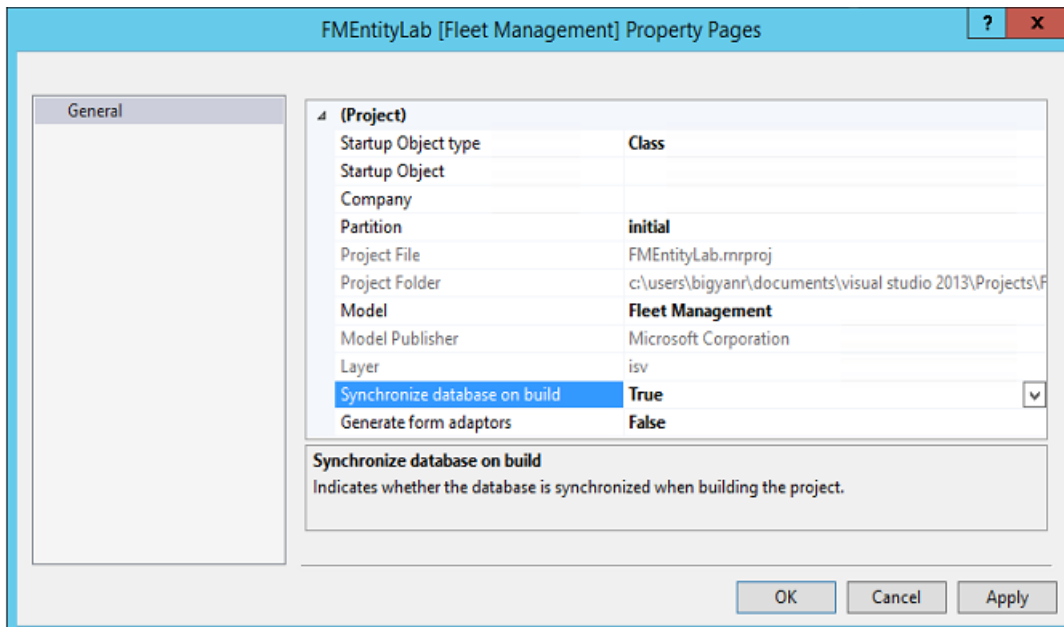 FMEntityLab [Fleet Management] Property Pages
? x
General
(Project)
Startup Object type Class
Startup Object
Company
Partition initial
Project File FMEntityLab.rnrproj
Project Folder c:\users\bigyanr\documents\visual studio 2013\Projects\F
Model Fleet Management
Model Publisher Microsoft Corporation
Layer isv
Synchronize database on build True
Generate form adaptors False
Synchronize database on build
Indicates whether the database is synchronized when building the project.
OK Cancel Apply